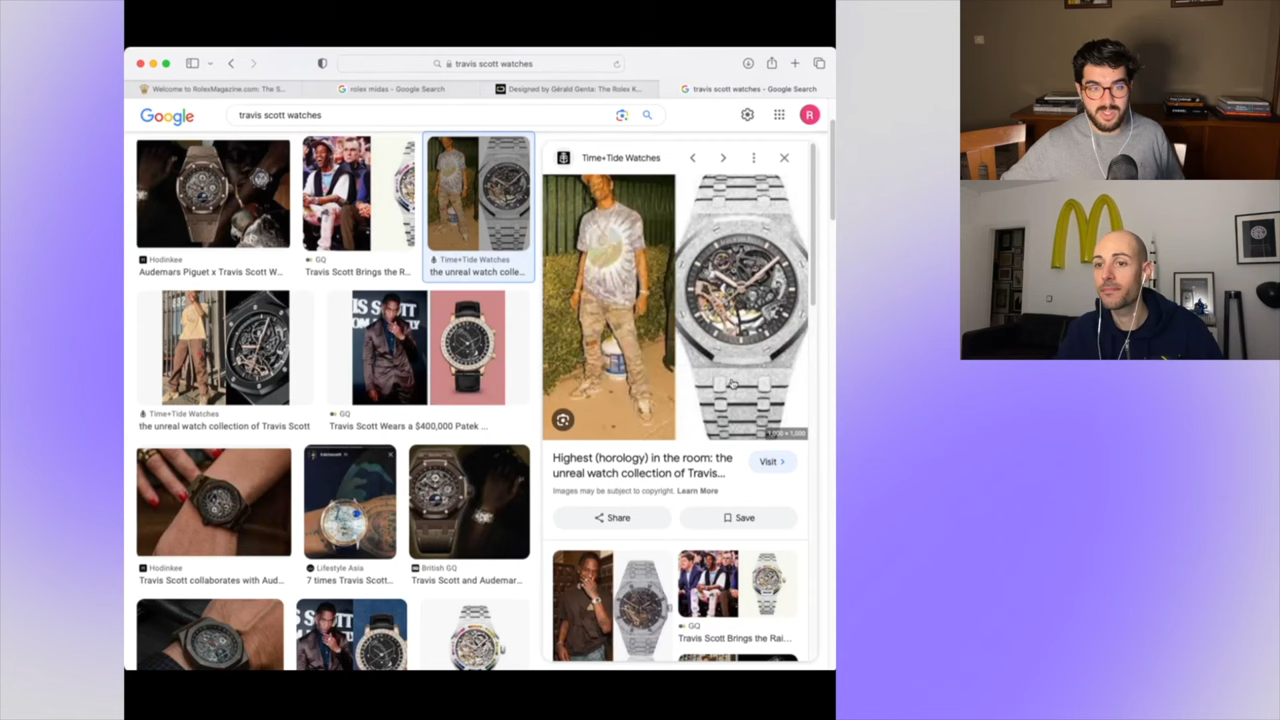 travis scott watches
Welcome to RolexMagazine.com: The S...
rolex midas - Google Search
Designed by Gérald Genta: The Rolex K...
travis scott watches - Google Search
Google
travis scott watches
R
Time+Tide Watches
Hodinkee
Audemars Piguet x Travis Scott W...
GQ
Travis Scott Brings the R...
Time+Tide Watches
the unreal watch colle...
Time+Tide Watches
the unreal watch collection of Travis Scott
GQ
Travis Scott Wears a $400,000 Patek ...
1,000 × 1,000
Highest (horology) in the room: the
unreal watch collection of Travis...
Visit
Images may be subject to copyright. Learn More
Share
Save
Hodinkee
Travis Scott collaborates with Aud...
Lifestyle Asia
7 times Travis Scott...
British GQ
Travis Scott and Audemar...
GQ
Travis Scott Brings the Rai...